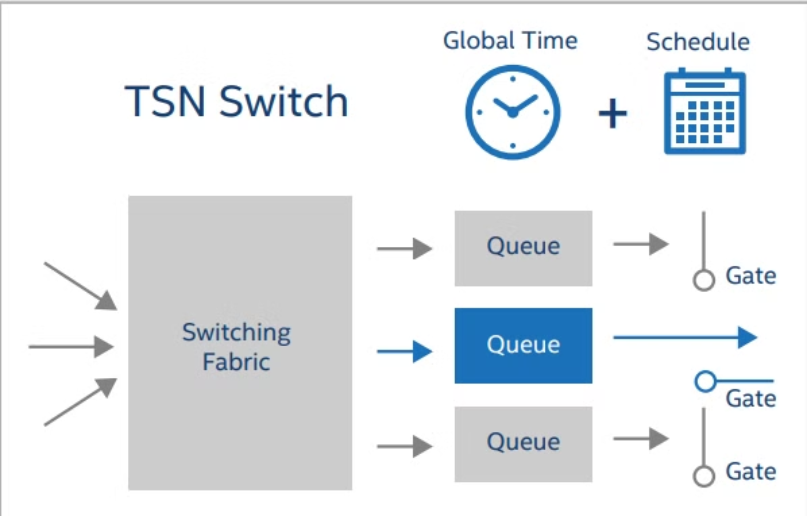 Global Time
Schedule
TSN Switch
+
Queue
Gate
Switching
Fabric
Queue
Gate
Queue
Gate